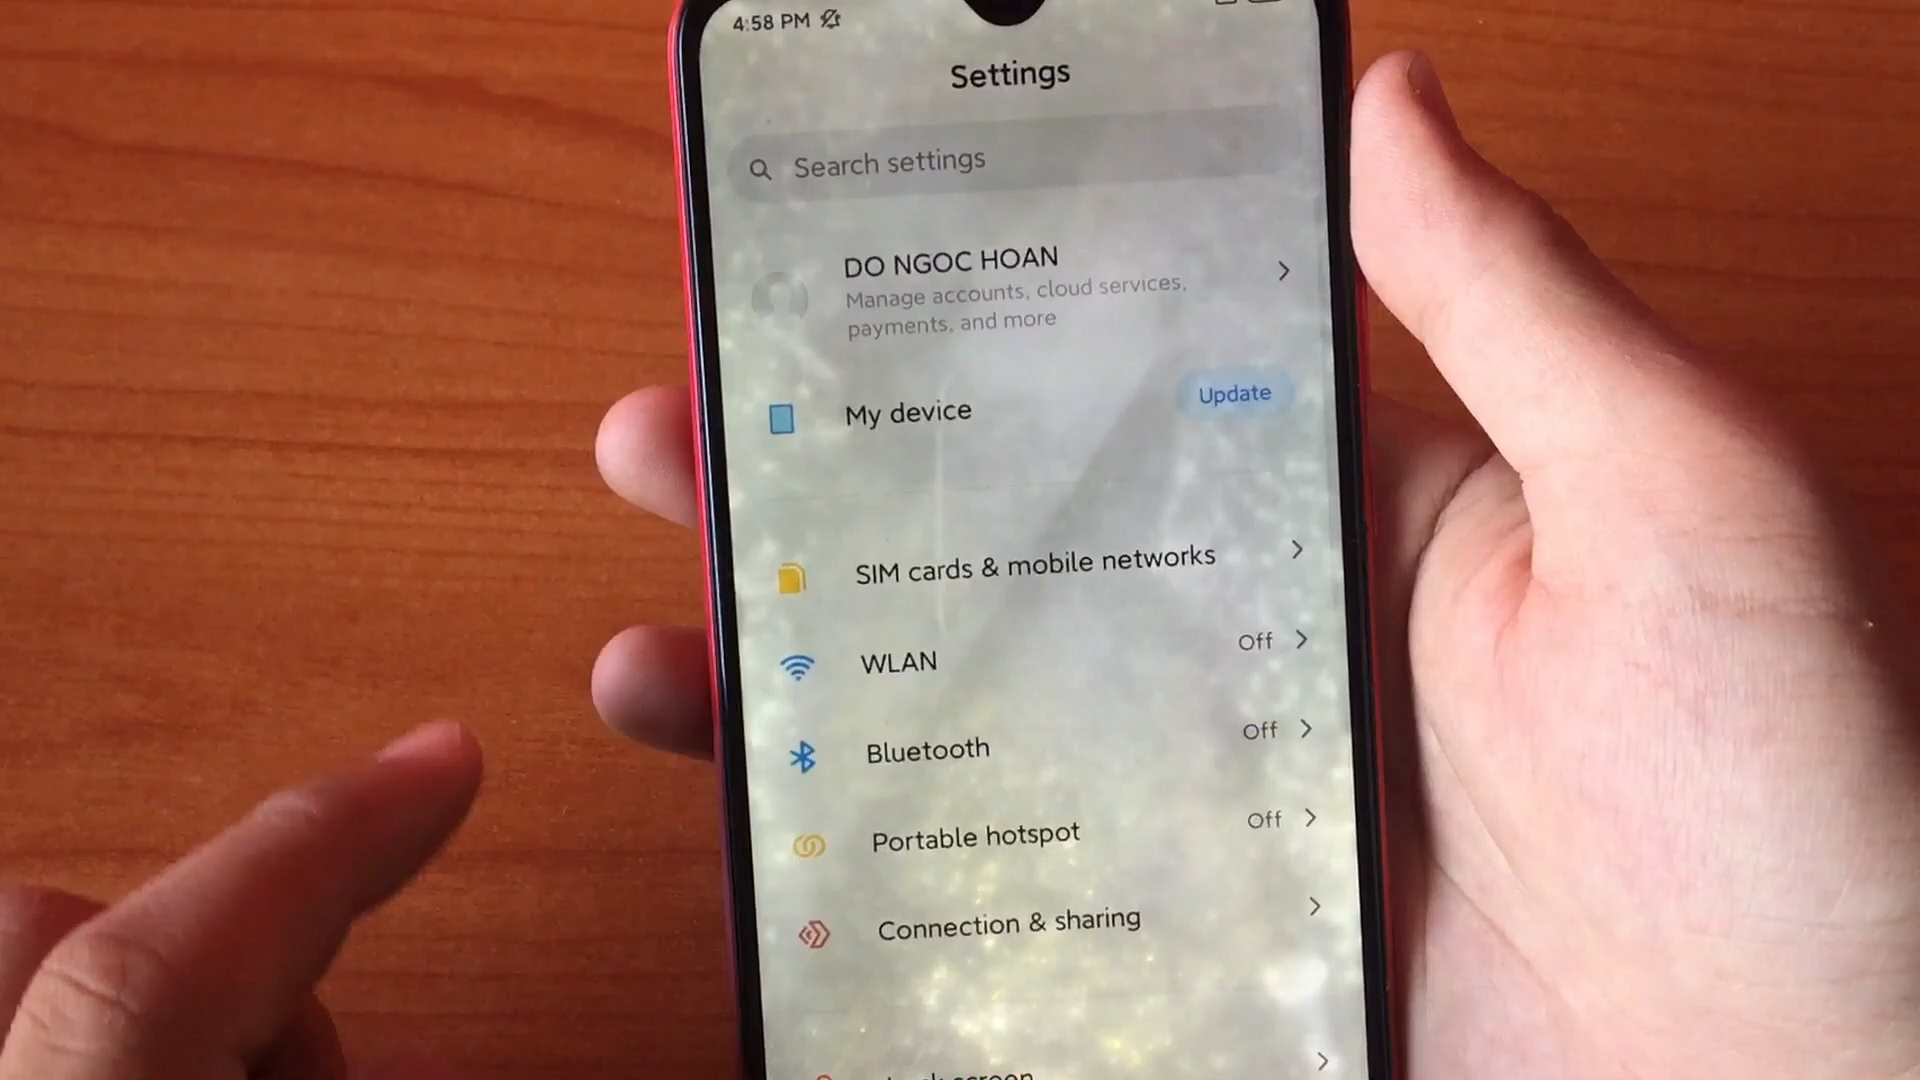 4:58 PM
Settings
Search settings
DO NGOC HOAN
Manage accounts, cloud services,
payments, and more
My device
Update
SIM cards & mobile networks
WLAN
Off
Bluetooth
Off
Portable hotspot
Off
Connection & sharing
screen